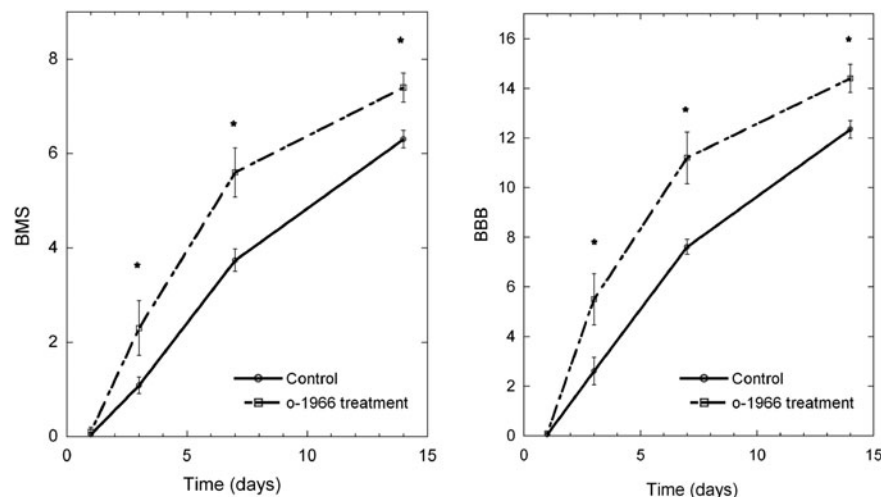 BMS
8
6
4
2
0
0 5 10 15
Time (days)
* * *
Control
o-1966 treatment
BBB
16
14
12
10
8
6
4
2
0
0 5 10 15
Time (days)
* * *
Control
o-1966 treatment